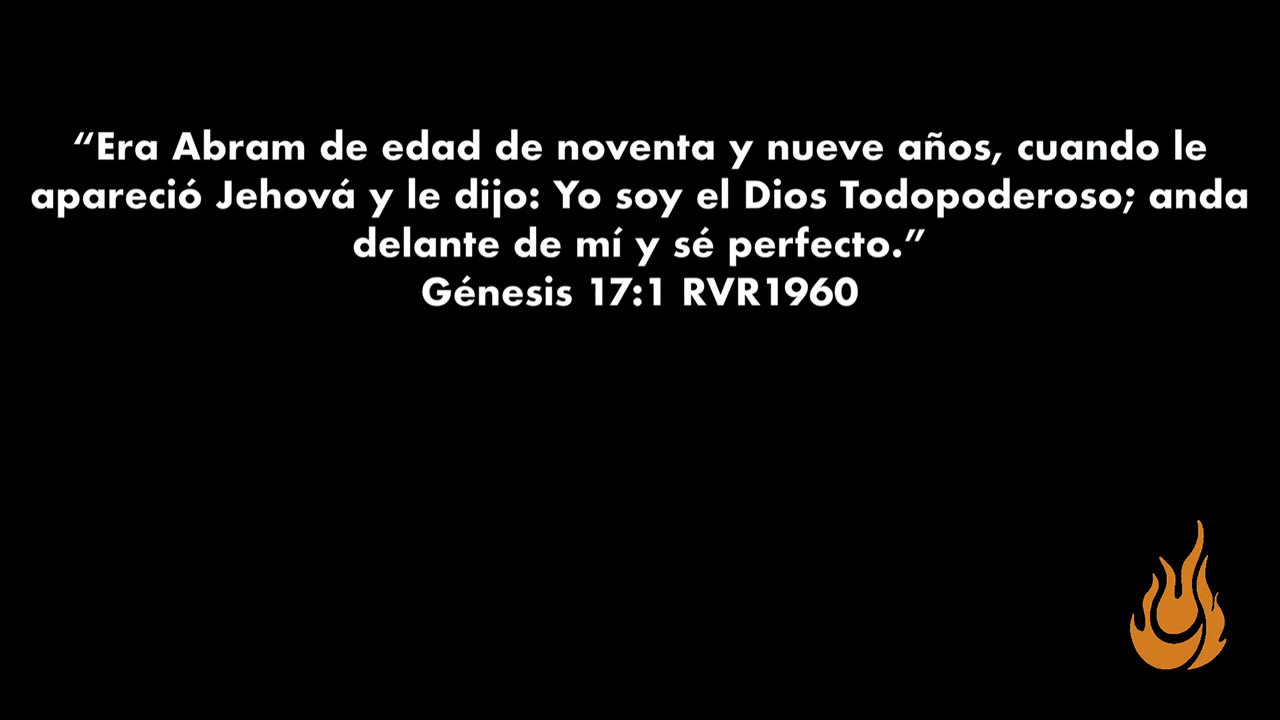 “Era Abram de edad de noventa y nueve años, cuando le
apareció Jehová y le dijo: Yo soy el Dios Todopoderoso; anda
delante de mí y sé perfecto.”
Génesis 17:1 RVR1960